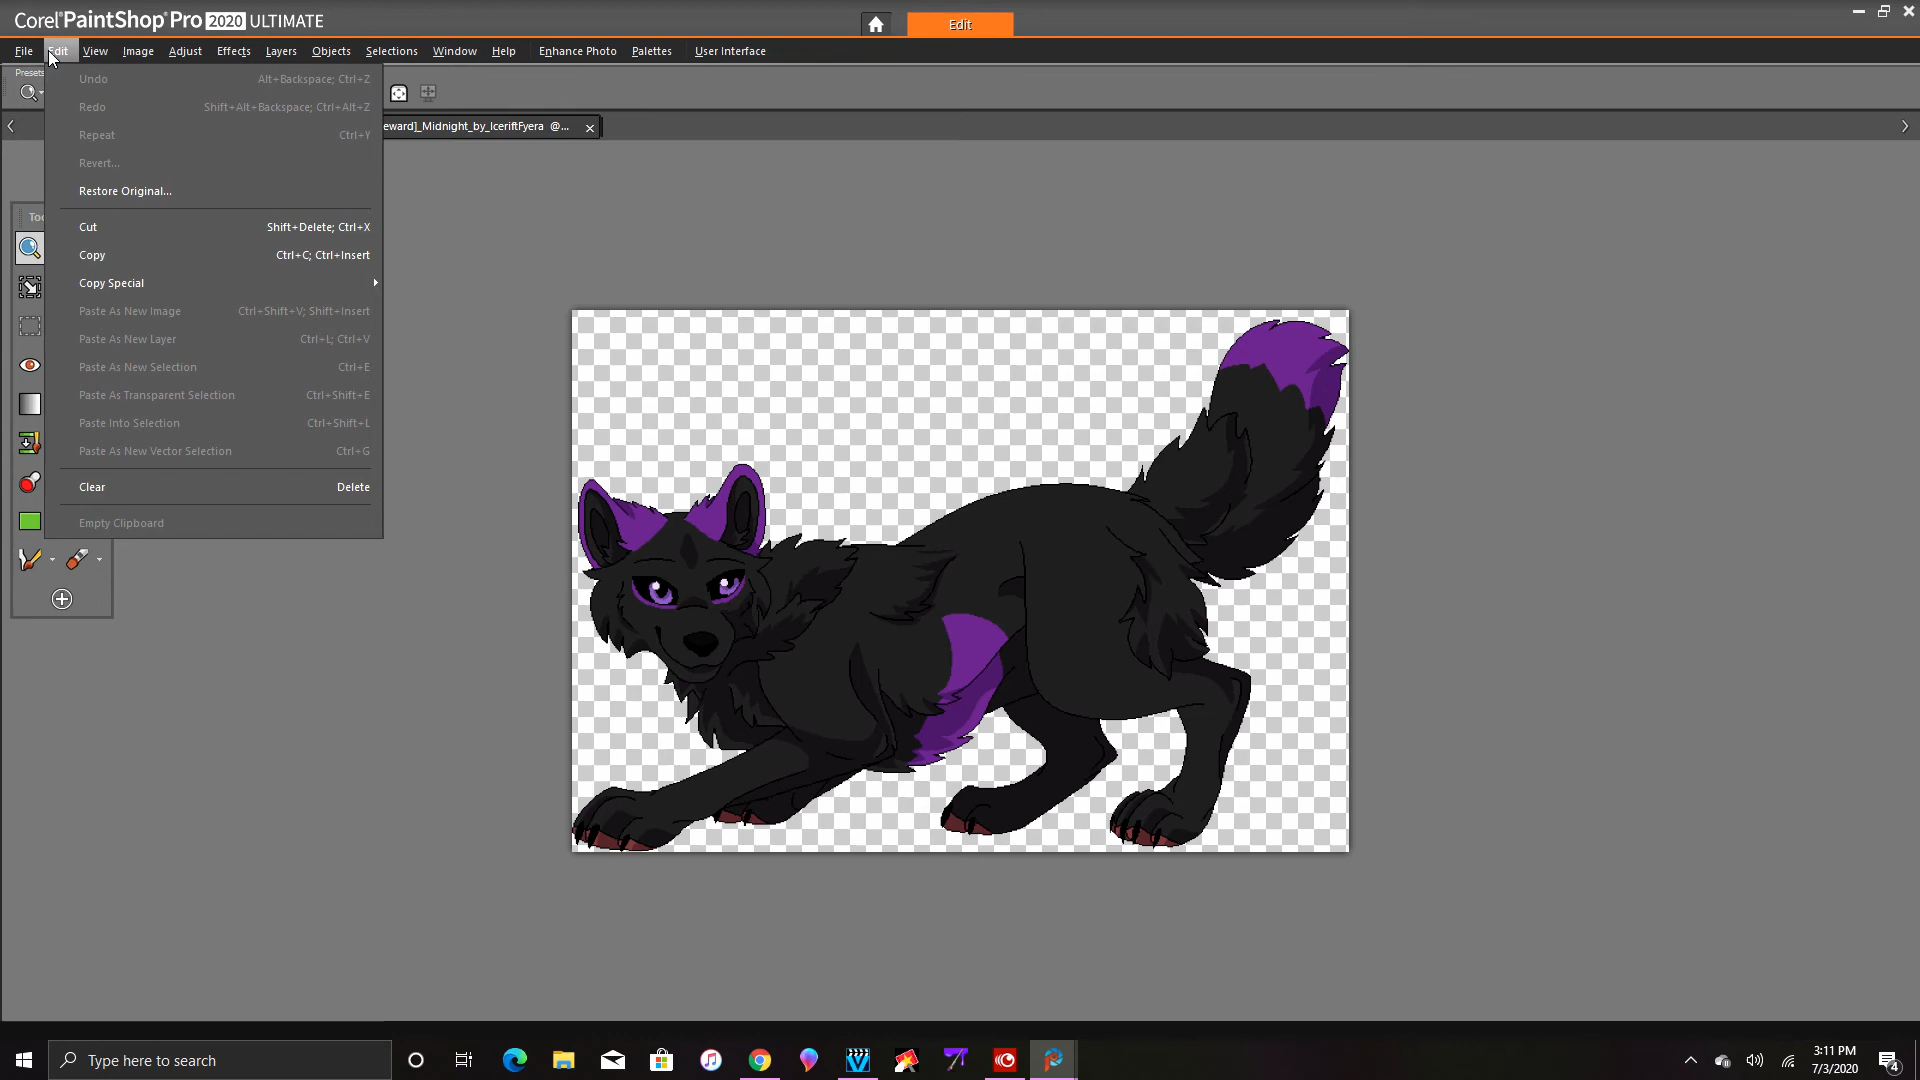 Corel PaintShop Pro 2020 ULTIMATE
Edit
File Edit View Image Adjust Effects Layers Objects Selections Window Help Enhance Photo Palettes User Interface
Presets
Undo Alt+Backspace; Ctrl+Z
Redo Shift+Alt+Backspace; Ctrl+Alt+Z
eward]_Midnight_by_IceriftFyera @...
Repeat Ctrl+Y
Revert...
Restore Original...
Cut Shift+Delete; Ctrl+X
Copy Ctrl+C; Ctrl+Insert
Copy Special
Paste As New Image Ctrl+Shift+V; Shift+Insert
Paste As New Layer Ctrl+L; Ctrl+V
Paste As New Selection Ctrl+E
Paste As Transparent Selection Ctrl+Shift+E
Paste Into Selection Ctrl+Shift+L
Paste As New Vector Selection Ctrl+G
Clear Delete
Empty Clipboard
Type here to search
3:11 PM
7/3/2020
4